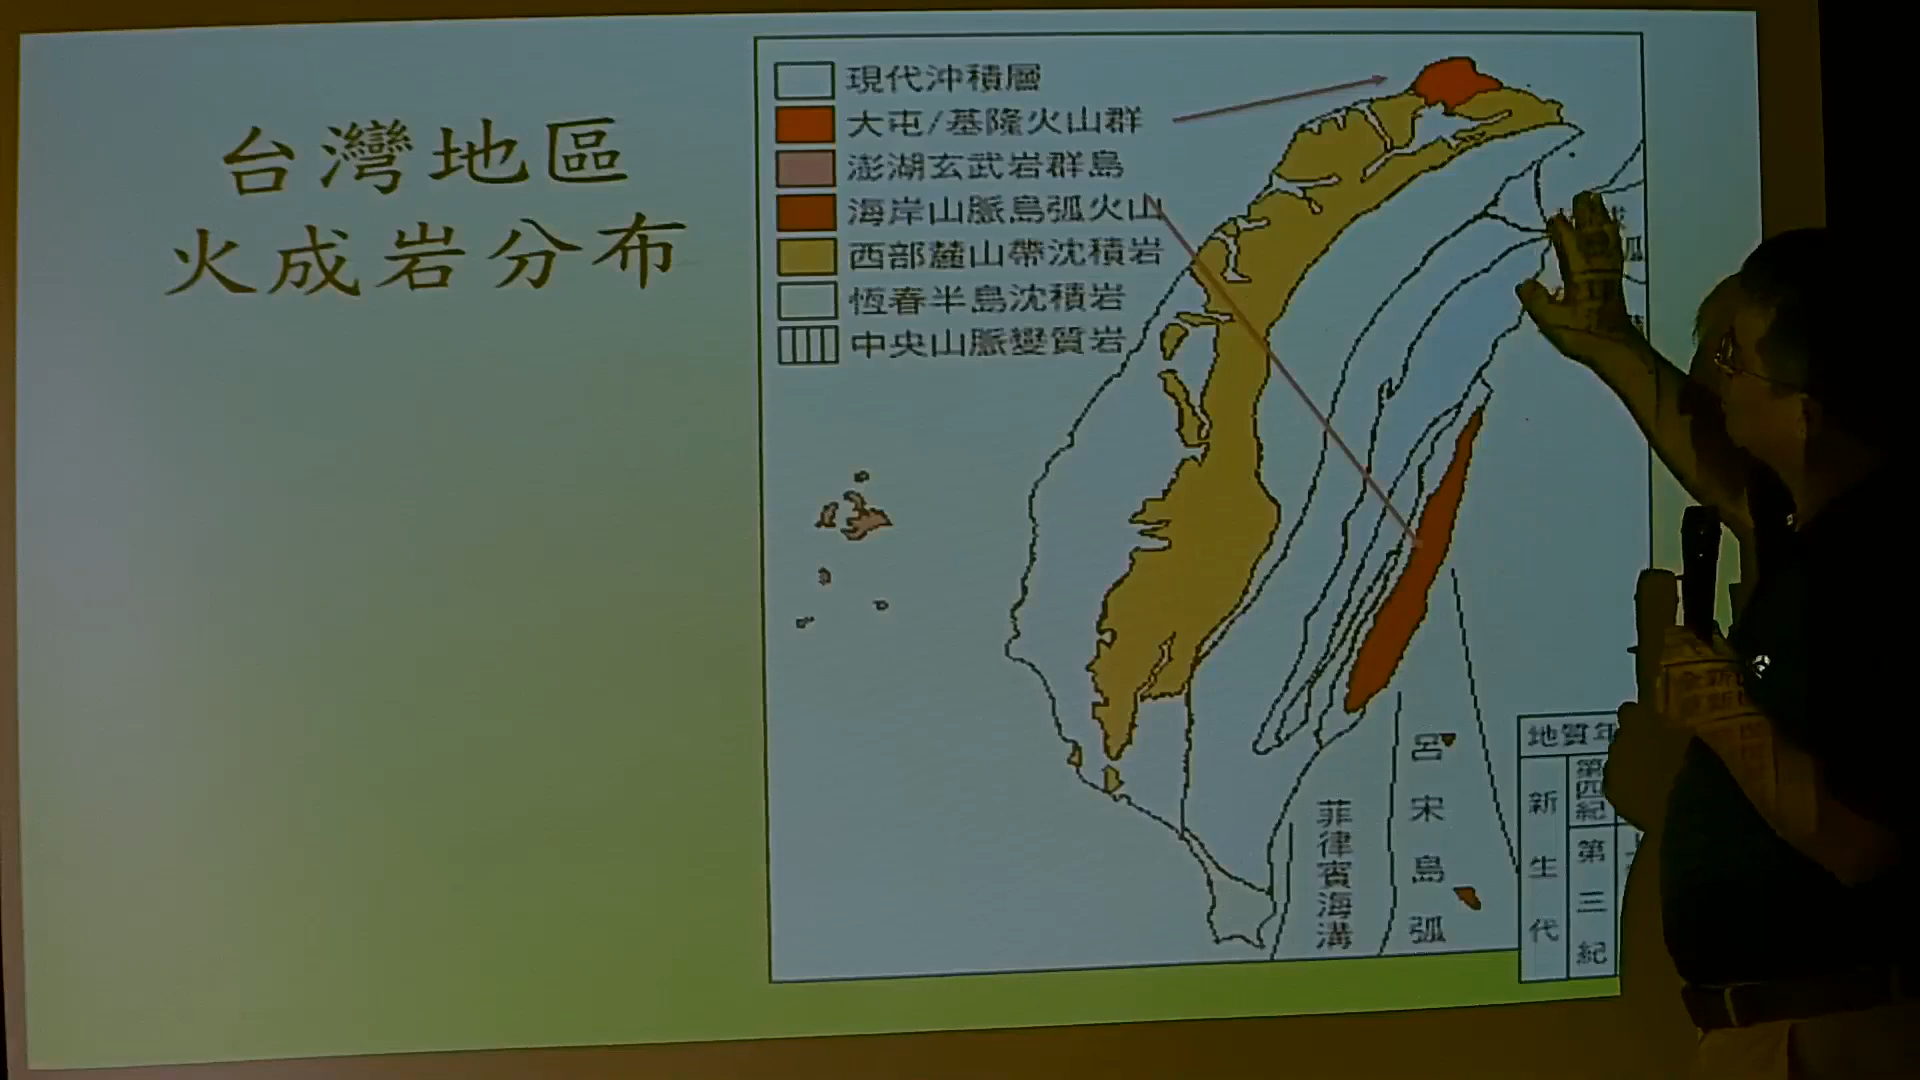 台灣地區
火成岩分布
現代沖積層
大屯/基隆火山群
澎湖玄武岩群島
海岸山脈島弧火山
西部麓山帶沈積岩
恆春半島沈積岩
中央山脈變質岩
菲律賓海溝
呂宋島弧
地質年
新生代
第四紀
第三紀